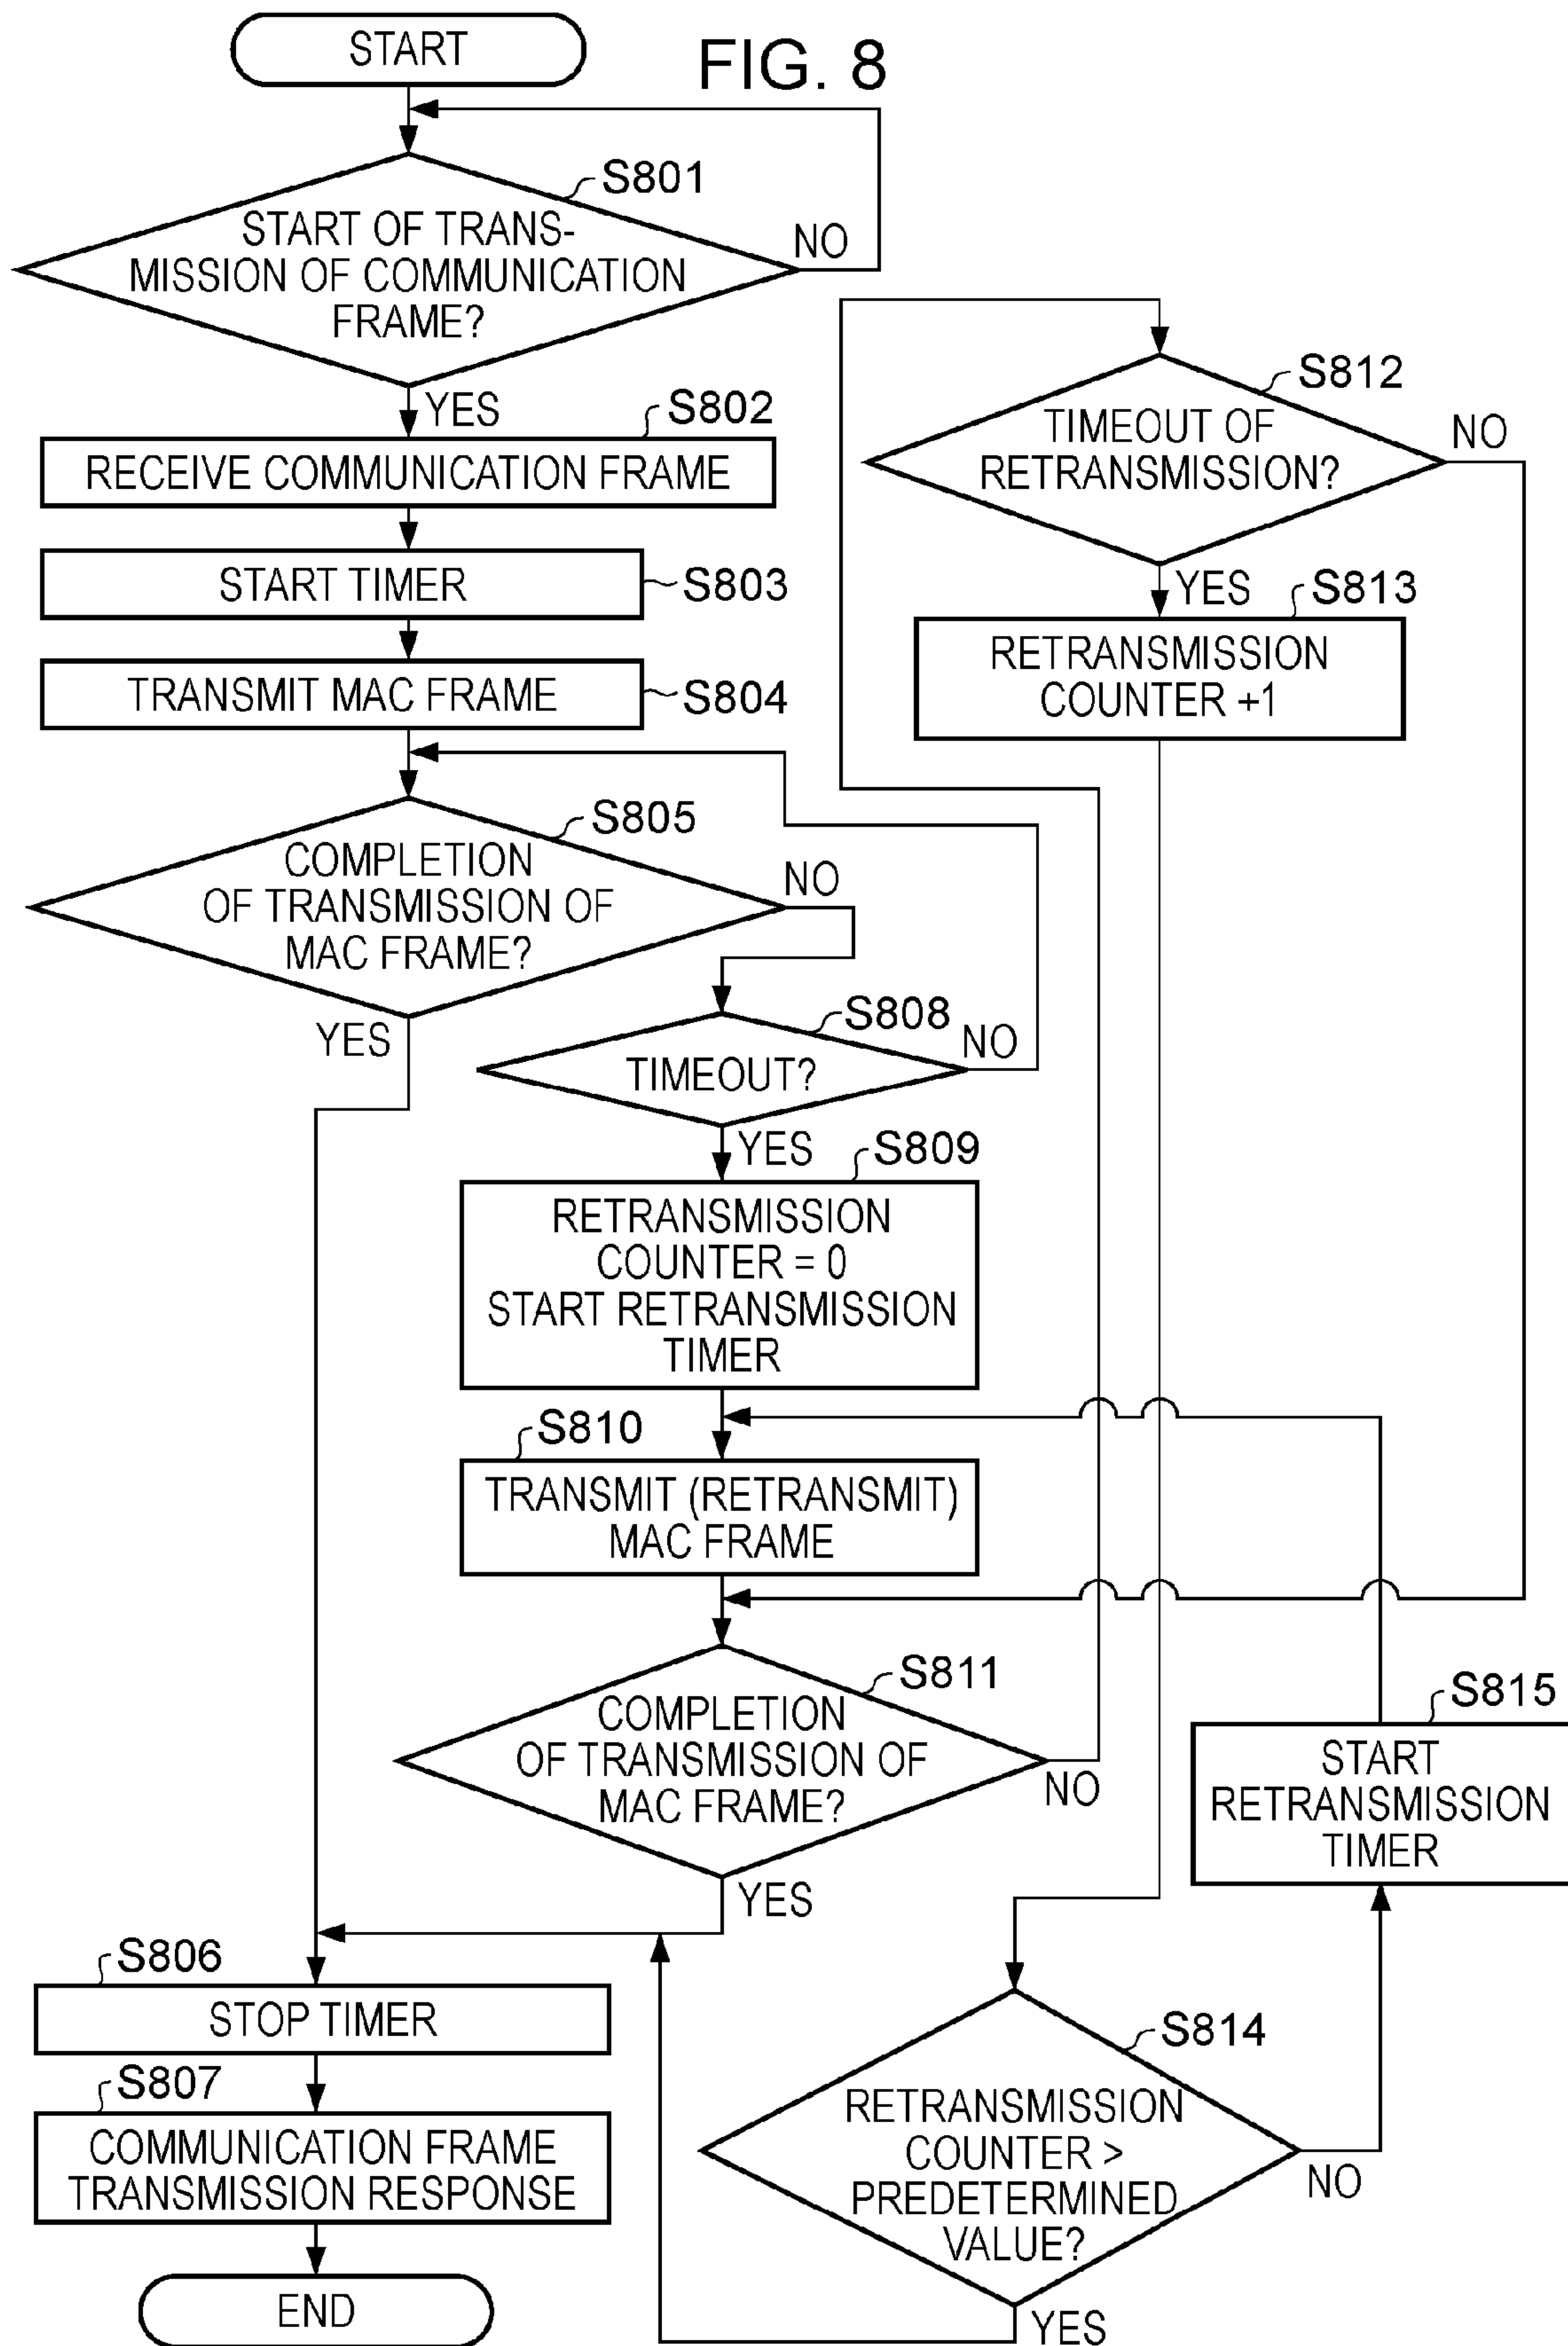 FIG. 8
START
S801
START OF TRANS-
MISSION OF COMMUNICATION
FRAME?
NO
YES
S802
RECEIVE COMMUNICATION FRAME
START TIMER
S803
TRANSMIT MAC FRAME
S804
S805
COMPLETION
OF TRANSMISSION OF
MAC FRAME?
NO
YES
S808
TIMEOUT?
NO
YES
S809
RETRANSMISSION
COUNTER = 0
START RETRANSMISSION
TIMER
S810
TRANSMIT (RETRANSMIT)
MAC FRAME
S811
COMPLETION
OF TRANSMISSION OF
MAC FRAME?
NO
YES
S806
STOP TIMER
S807
COMMUNICATION FRAME
TRANSMISSION RESPONSE
END
S812
TIMEOUT OF
RETRANSMISSION?
NO
YES
S813
RETRANSMISSION
COUNTER +1
S814
RETRANSMISSION
COUNTER >
PREDETERMINED
VALUE?
NO
YES
S815
START
RETRANSMISSION
TIMER